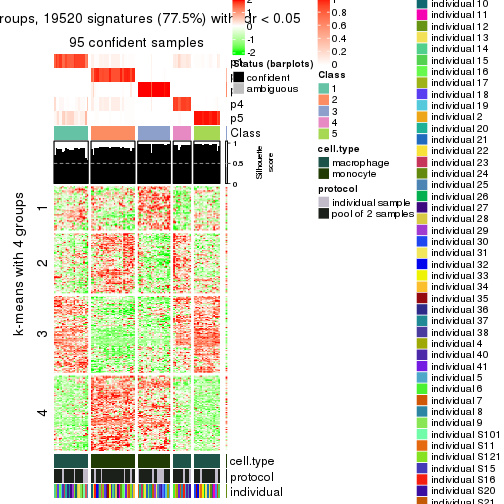 roups, 19520 signatures (77.5%) with
dr < 0.05
95 confident samples
p4
p5
Class
1
0.5
0
Silhouette
score
k-means with 4 groups
1
2
3
4
cell.type
protocol
individual
2
1
0
-1
-2
Status (barplots)
confident
ambiguous
0.8
0.6
0.4
0.2
0
Class
1
2
3
4
5
cell.type
macrophage
monocyte
protocol
individual sample
pool of 2 samples
individual 10
individual 11
individual 12
individual 13
individual 14
individual 15
individual 16
individual 17
individual 18
individual 19
individual 2
individual 20
individual 21
individual 22
individual 23
individual 24
individual 25
individual 26
individual 27
individual 28
individual 29
individual 30
individual 31
individual 32
individual 33
individual 34
individual 35
individual 36
individual 37
individual 38
individual 4
individual 40
individual 41
individual 5
individual 6
individual 7
individual 8
individual 9
individual S101
individual S11
individual S121
individual S15
individual S16
individual S20
individual S21